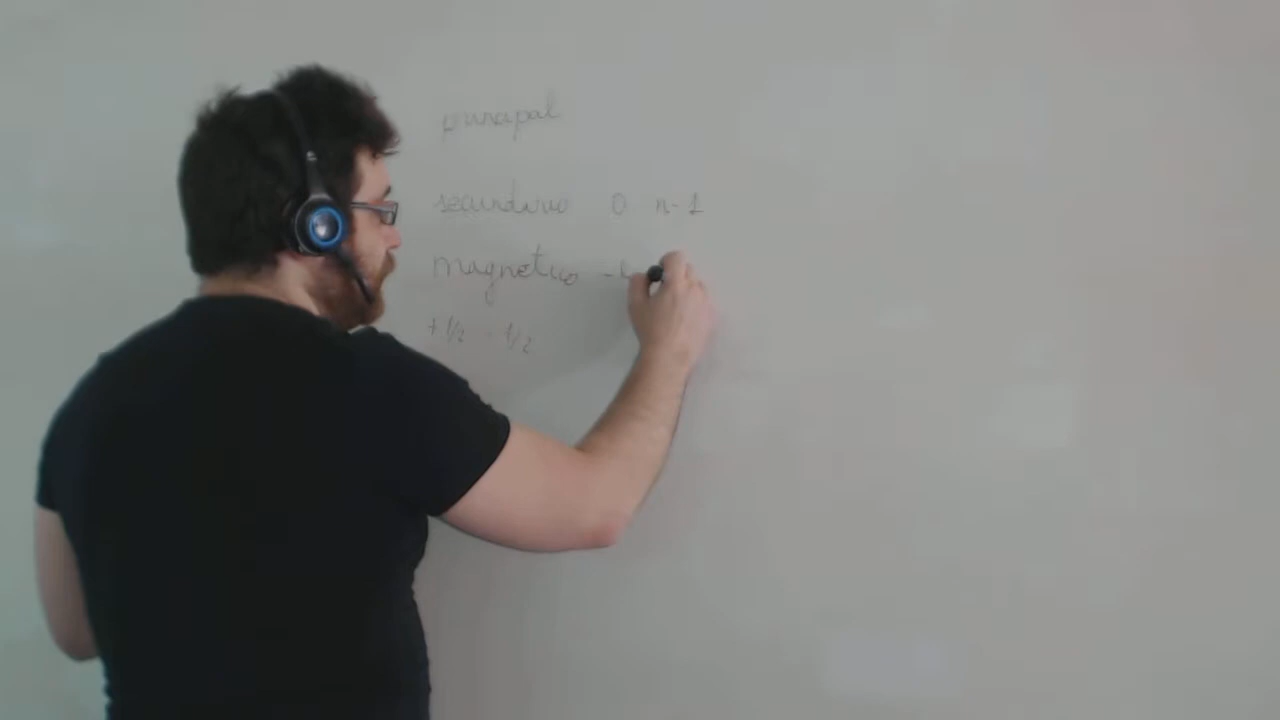 principal
secundario 0 n-1
magnetico -l
+1/2 -1/2